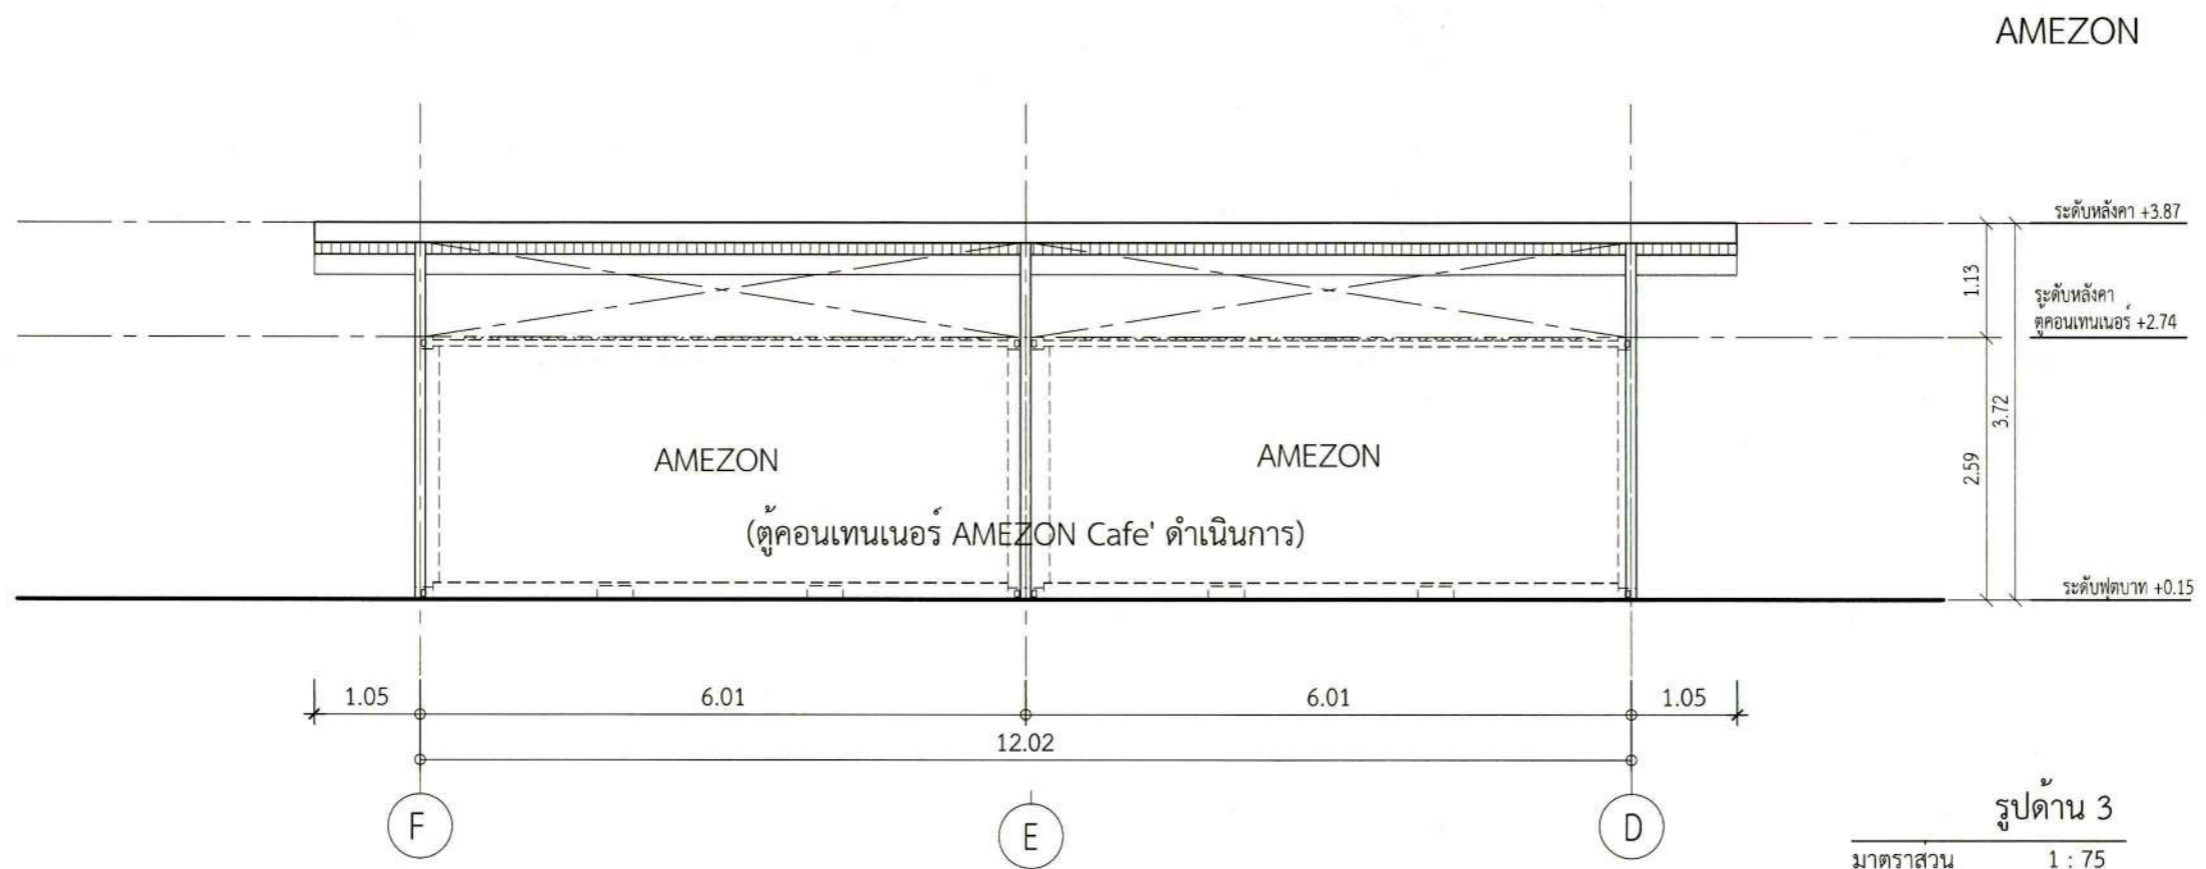 AMEZON
ระดับหลังคา +3.87
1.13
ระดับหลังคา
ตู้คอนเทนเนอร์ +2.74
3.72
2.59
AMEZON
AMEZON
(ตู้คอนเทนเนอร์ AMEZON Cafe' ดำเนินการ)
ระดับฟุตบาท +0.15
1.05
6.01
6.01
1.05
12.02
F
E
D
รูปด้าน 3
มาตราส่วน 1 : 75